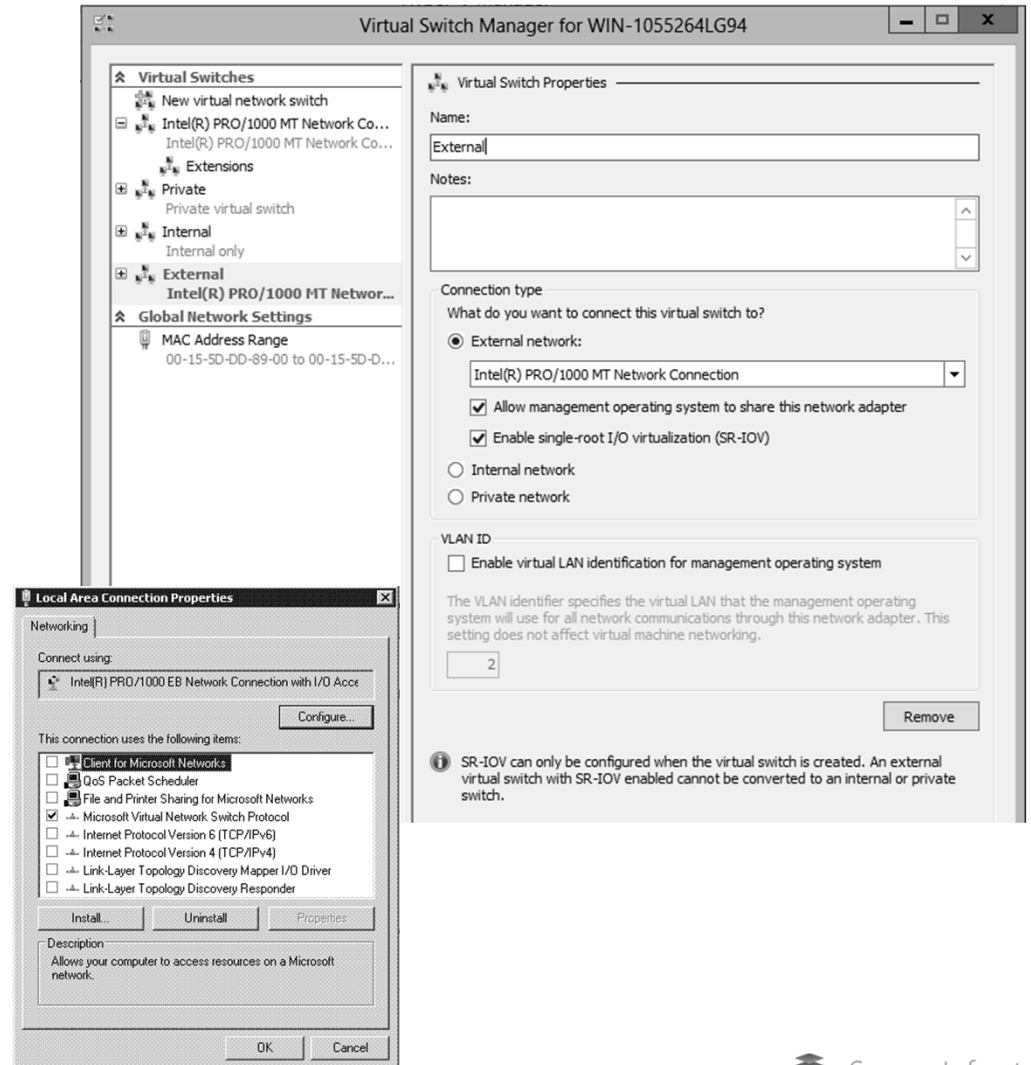 Virtual Switch Manager for WIN-1055264LG94
Virtual Switches
New virtual network switch
Intel(R) PRO/1000 MT Network Co...
Intel(R) PRO/1000 MT Network Co...
Extensions
Private
Private virtual switch
Internal
Internal only
External
Intel(R) PRO/1000 MT Networ...
Global Network Settings
MAC Address Range
00-15-5D-DD-89-00 to 00-15-5D-D...
Virtual Switch Properties
Name:
External
Notes:
Connection type
What do you want to connect this virtual switch to?
External network:
Intel(R) PRO/1000 MT Network Connection
Allow management operating system to share this network adapter
Enable single-root I/O virtualization (SR-IOV)
Internal network
Private network
VLAN ID
Enable virtual LAN identification for management operating system
The VLAN identifier specifies the virtual LAN that the management operating
system will use for all network communications through this network adapter. This
setting does not affect virtual machine networking.
2
Remove
SR-IOV can only be configured when the virtual switch is created. An external
virtual switch with SR-IOV enabled cannot be converted to an internal or private
switch.
Local Area Connection Properties
Networking
Connect using:
Intel(R) PRO/1000 EB Network Connection with I/O Acce
Configure...
This connection uses the following items:
Client for Microsoft Networks
QoS Packet Scheduler
File and Printer Sharing for Microsoft Networks
Microsoft Virtual Network Switch Protocol
Internet Protocol Version 6 (TCP/IPv6)
Internet Protocol Version 4 (TCP/IPv4)
Link-Layer Topology Discovery Mapper I/O Driver
Link-Layer Topology Discovery Responder
Install...
Uninstall
Properties
Description
Allows your computer to access resources on a Microsoft
network.
OK
Cancel